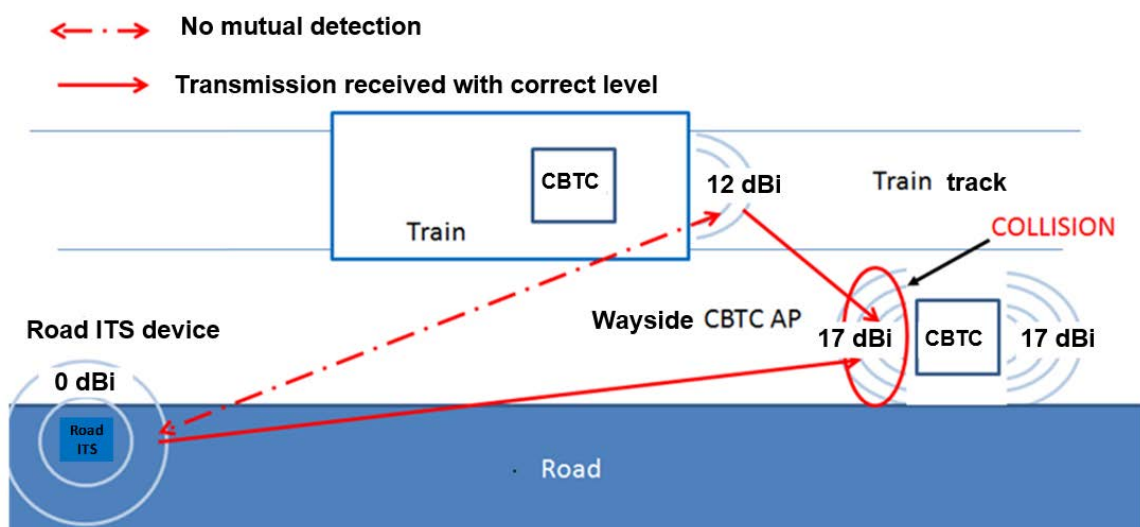 No mutual detection
Transmission received with correct level
CBTC
12 dBi
Train track
Train
COLLISION
Wayside CBTC AP
Road ITS device
17 dBi
CBTC
17 dBi
0 dBi
Road
ITS
Road